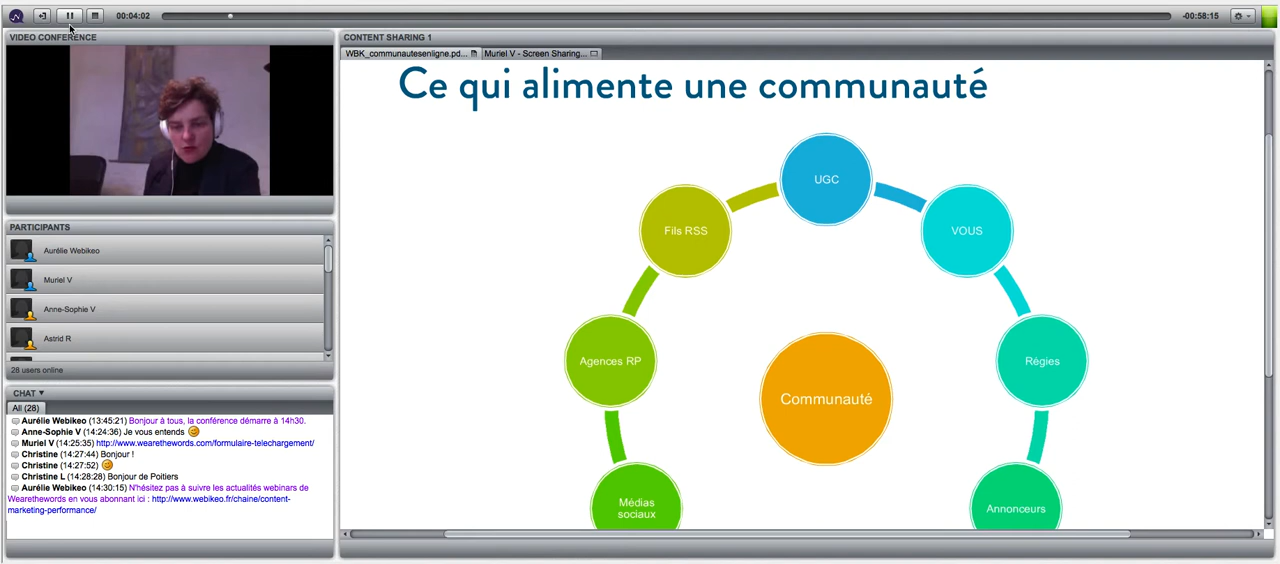 00:04:02
-00:58:15
VIDEO CONFERENCE
CONTENT SHARING 1
WBK_communautesenligne.pd...
Muriel V - Screen Sharing...
Ce qui alimente une communauté
UGC
Fils RSS
VOUS
Agences RP
Régies
Communauté
Médias
sociaux
Annonceurs
PARTICIPANTS
Aurélie Webikeo
Muriel V
Anne-Sophie V
Astrid R
28 users online
CHAT
All (28)
Aurélie Webikeo (13:45:21) Bonjour à tous, la conférence démarre à 14h30.
Anne-Sophie V (14:24:36) Je vous entends
Muriel V (14:25:35) http://www.wearethewords.com/formulaire-telechargement/
Christine (14:27:44) Bonjour !
Christine (14:27:52)
Christine L (14:28:28) Bonjour de Poitiers
Aurélie Webikeo (14:30:15) N'hésitez pas à suivre les actualités webinars de
Wearethewords en vous abonnant ici : http://www.webikeo.fr/chaine/content-
marketing-performance/